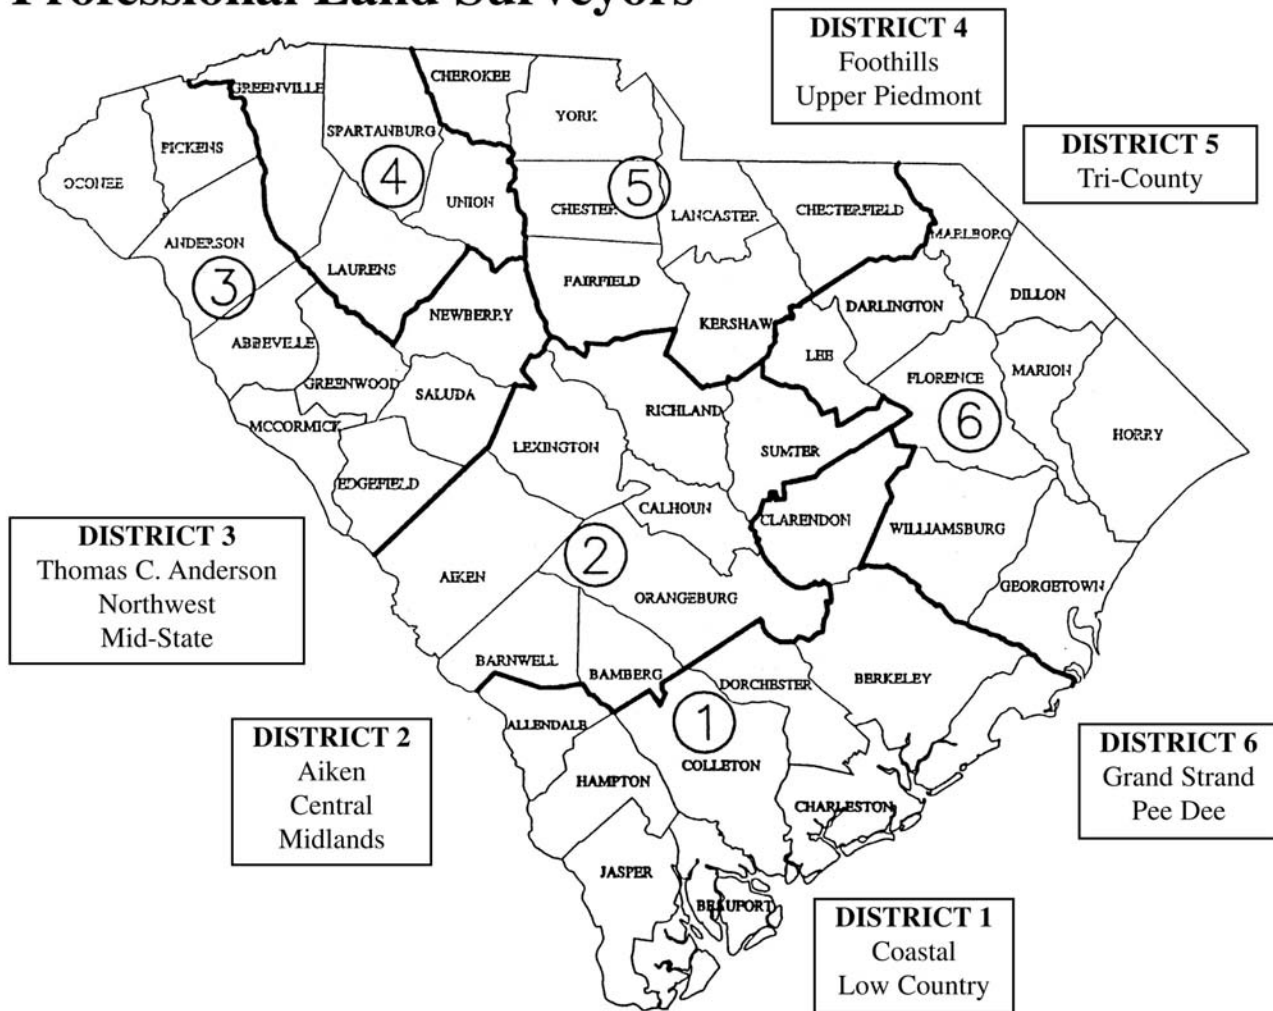 Professional Land Surveyors
DISTRICT 4
Foothills
Upper Piedmont
DISTRICT 5
Tri-County
CHEROKEE
GREENVILLE
YORK
SPARTANBURG
PICKENS
OCONEE
4
5
UNION
CHESTER
LANCASTER
CHESTERFIELD
MARLBORO
ANDERSON
LAURENS
3
FAIRFIELD
DILLON
DARLINGTON
NEWBERRY
KERSHAW
ABBEVILLE
LEE
MARION
FLORENCE
GREENWOOD
SALUDA
RICHLAND
6
MCCORMICK
HORRY
LEXINGTON
SUMTER
EDGEFIELD
CALHOUN
CLARENDON
WILLIAMSBURG
DISTRICT 3
Thomas C. Anderson
Northwest
Mid-State
2
AIKEN
ORANGEBURG
GEORGETOWN
BARNWELL
BAMBERG
DORCHESTER
BERKELEY
ALLENDALE
1
COLLETON
HAMPTON
CHARLESTON
DISTRICT 2
Aiken
Central
Midlands
DISTRICT 6
Grand Strand
Pee Dee
JASPER
BEAUFORT
DISTRICT 1
Coastal
Low Country